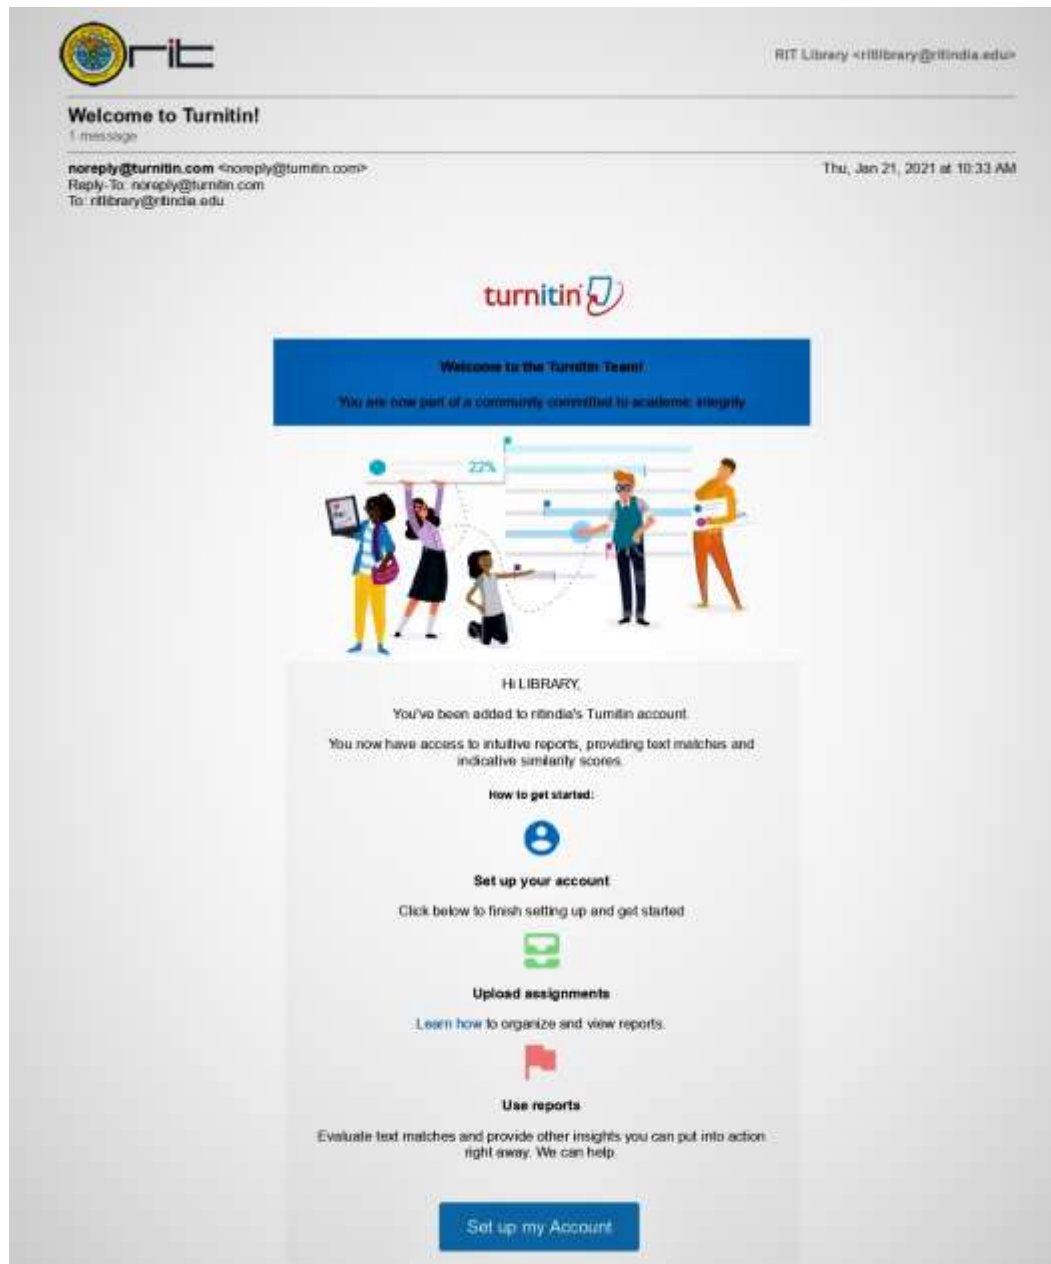 rit
RIT Library <ritlibrary@ritindia.edu>
Welcome to Turnitin!
1 message
noreply@turnitin.com <noreply@turnitin.com>
Thu, Jan 21, 2021 at 10:33 AM
Reply-To: noreply@turnitin.com
To: ritlibrary@ritindia.edu
turnitin
Welcome to the Turnitin Team!
You are now part of a community committed to academic integrity
22%
Hi LIBRARY,
You've been added to ritindia's Turnitin account.
You now have access to intuitive reports, providing text matches and
indicative similarity scores.
How to get started:
Set up your account
Click below to finish setting up and get started
Upload assignments
Learn how to organize and view reports.
Use reports
Evaluate text matches and provide other insights you can put into action
right away. We can help.
Set up my Account